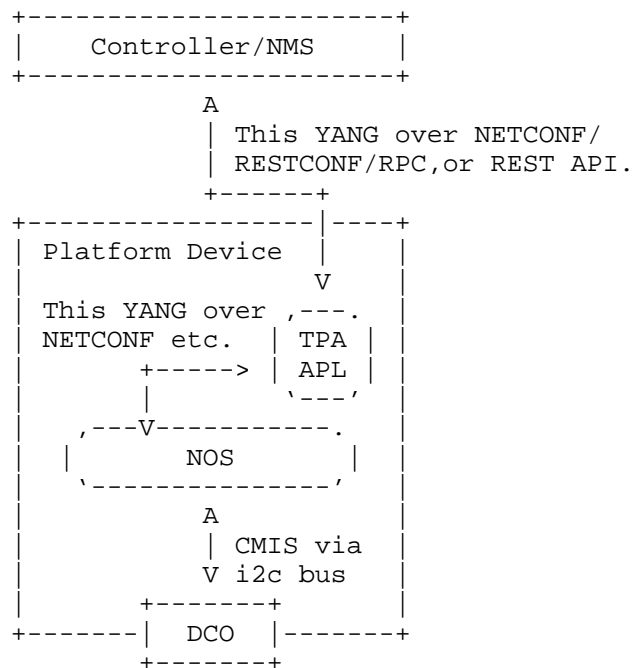 Controller/NMS
A
This YANG over NETCONF/
RESTCONF/RPC,or REST API.
Platform Device
V
This YANG over
NETCONF etc. TPA
APL
V
NOS
A
CMIS via
V i2c bus
DCO